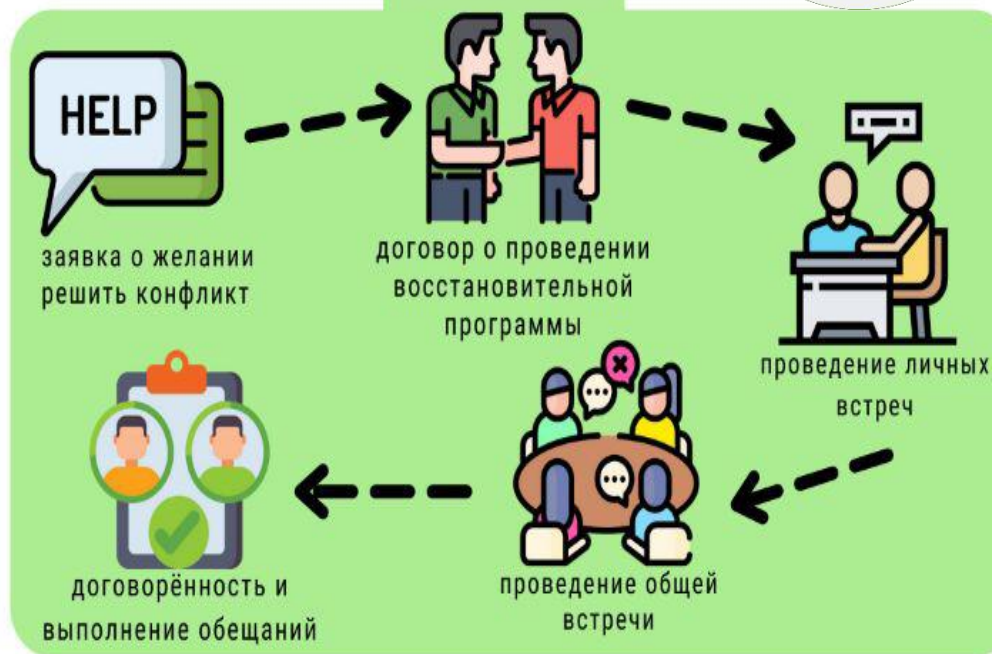 HELP
заявка о желании
решить конфликт
договор о проведении
восстановительной
программы
проведение личных
встреч
проведение общей
встречи
договорённость и
выполнение обещаний